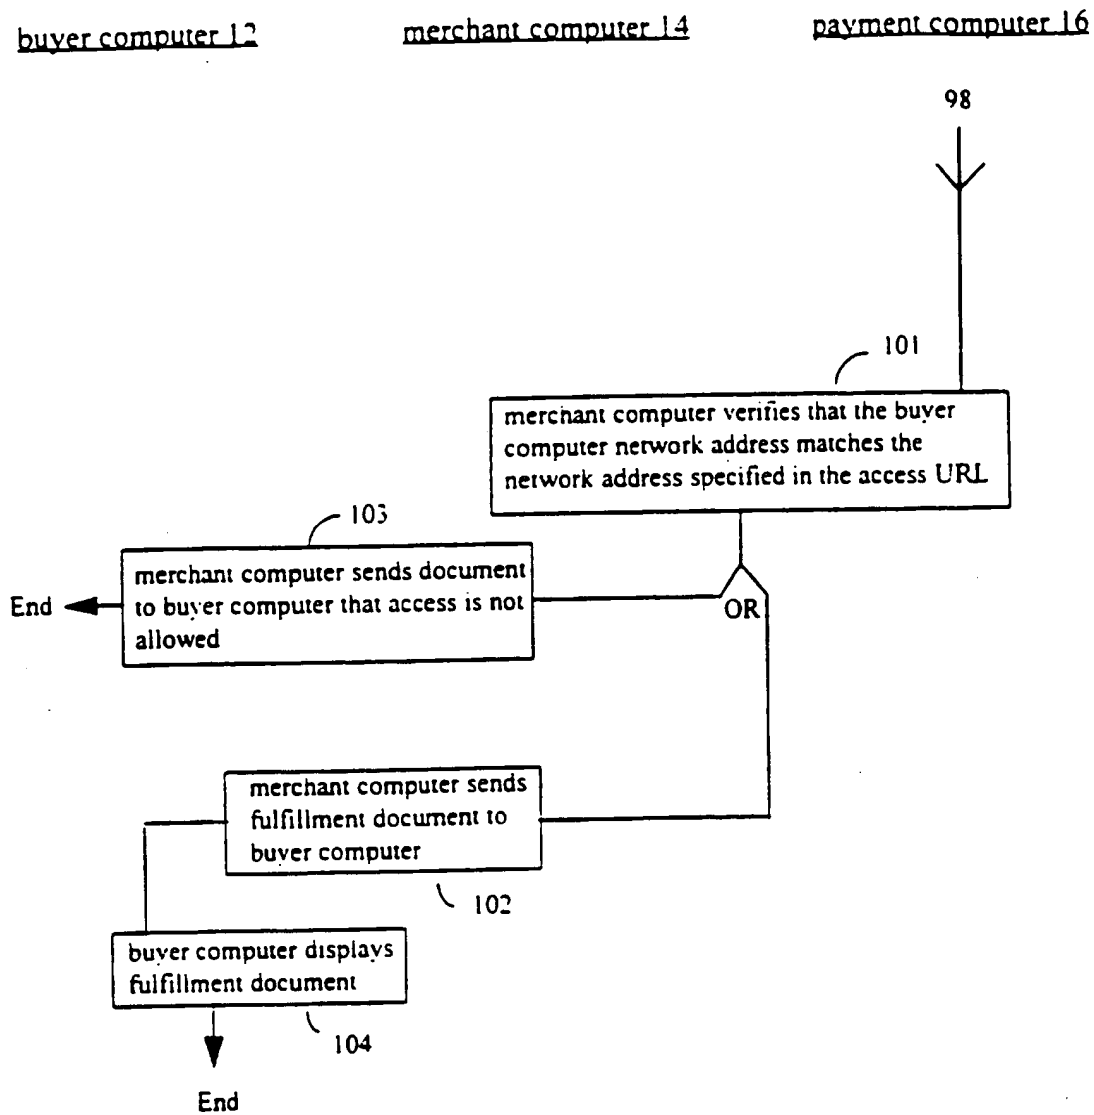 buyer computer 12
merchant computer 14
payment computer 16
98
101
merchant computer verifies that the buyer
computer network address matches the
network address specified in the access URL
103
merchant computer sends document
to buyer computer that access is not
allowed
End
OR
merchant computer sends
fulfillment document to
buyer computer
102
buyer computer displays
fulfillment document
104
End